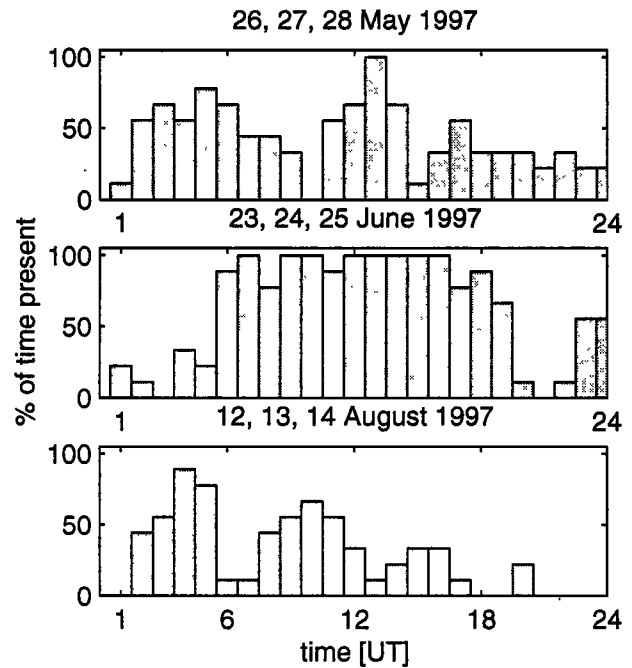 26, 27, 28 May 1997
100
50
0
1 24
23, 24, 25 June 1997
100
50
0
1 24
% of time present
12, 13, 14 August 1997
100
50
0
1 6 12 18 24
time [UT]